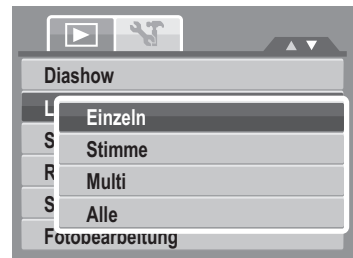 Diashow
L
Einzeln
S
Stimme
R
Multi
S
Alle
Fotobearbeitung